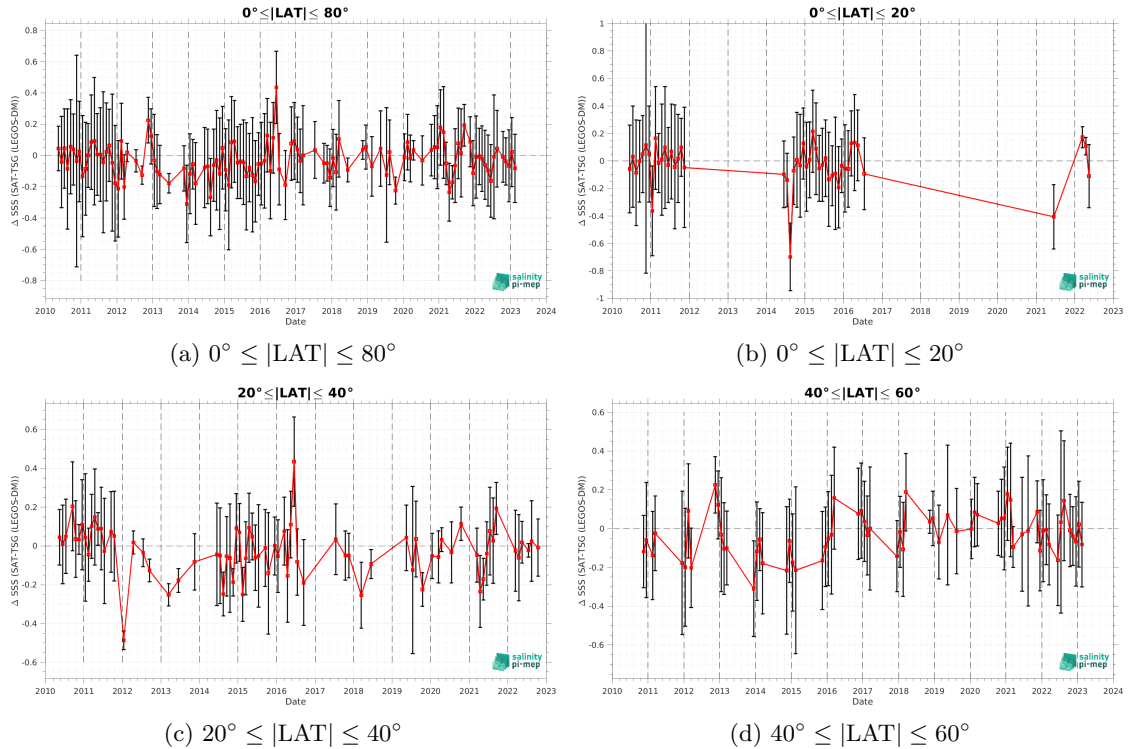 0°≤|LAT|≤ 80°
Δ SSS (SAT-TSG (LEGOS-DM))
0.8
0.6
0.4
0.2
0
-0.2
-0.4
-0.6
-0.8
2010 2011 2012 2013 2014 2015 2016 2017 2018 2019 2020 2021 2022 2023 2024
Date
salinity
pi-mep
(a) 0° ≤ |LAT| ≤ 80°
0°≤|LAT|≤ 20°
Δ SSS (SAT-TSG (LEGOS-DM))
1
0.8
0.6
0.4
0.2
0
-0.2
-0.4
-0.6
-0.8
-1
2010 2011 2012 2013 2014 2015 2016 2017 2018 2019 2020 2021 2022 2023
Date
salinity
pi-mep
(b) 0° ≤ |LAT| ≤ 20°
20°≤|LAT|≤ 40°
Δ SSS (SAT-TSG (LEGOS-DM))
0.6
0.4
0.2
0
-0.2
-0.4
-0.6
2010 2011 2012 2013 2014 2015 2016 2017 2018 2019 2020 2021 2022 2023
Date
salinity
pi-mep
(c) 20° ≤ |LAT| ≤ 40°
40°≤|LAT|≤ 60°
Δ SSS (SAT-TSG (LEGOS-DM))
0.6
0.4
0.2
0
-0.2
-0.4
-0.6
2010 2011 2012 2013 2014 2015 2016 2017 2018 2019 2020 2021 2022 2023 2024
Date
salinity
pi-mep
(d) 40° ≤ |LAT| ≤ 60°